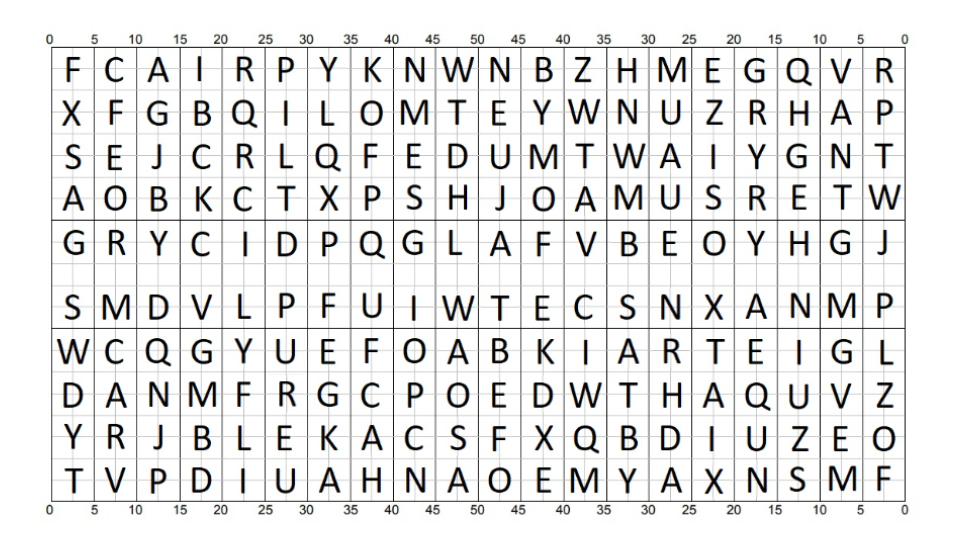 0 5 10 15 20 25 30 35 40 45 50 45 40 35 30 25 20 15 10 5 0
F C A I R P Y K N W N B Z H M E G Q V R
X F G B Q I L O M T E Y W N U Z R H A P
S E J C R L Q F E D U M T W A I Y G N T
A O B K C T X P S H J O A M U S R E T W
G R Y C I D P Q G L A F V B E O Y H G J
S M D V L P F U I W T E C S N X A N M P
W C Q G Y U E F O A B K I A R T E I G L
D A N M F R G C P O E D W T H A Q U V Z
Y R J B L E K A C S F X Q B D I U Z E O
T V P D I U A H N A O E M Y A X N S M F
0 5 10 15 20 25 30 35 40 45 50 45 40 35 30 25 20 15 10 5 0